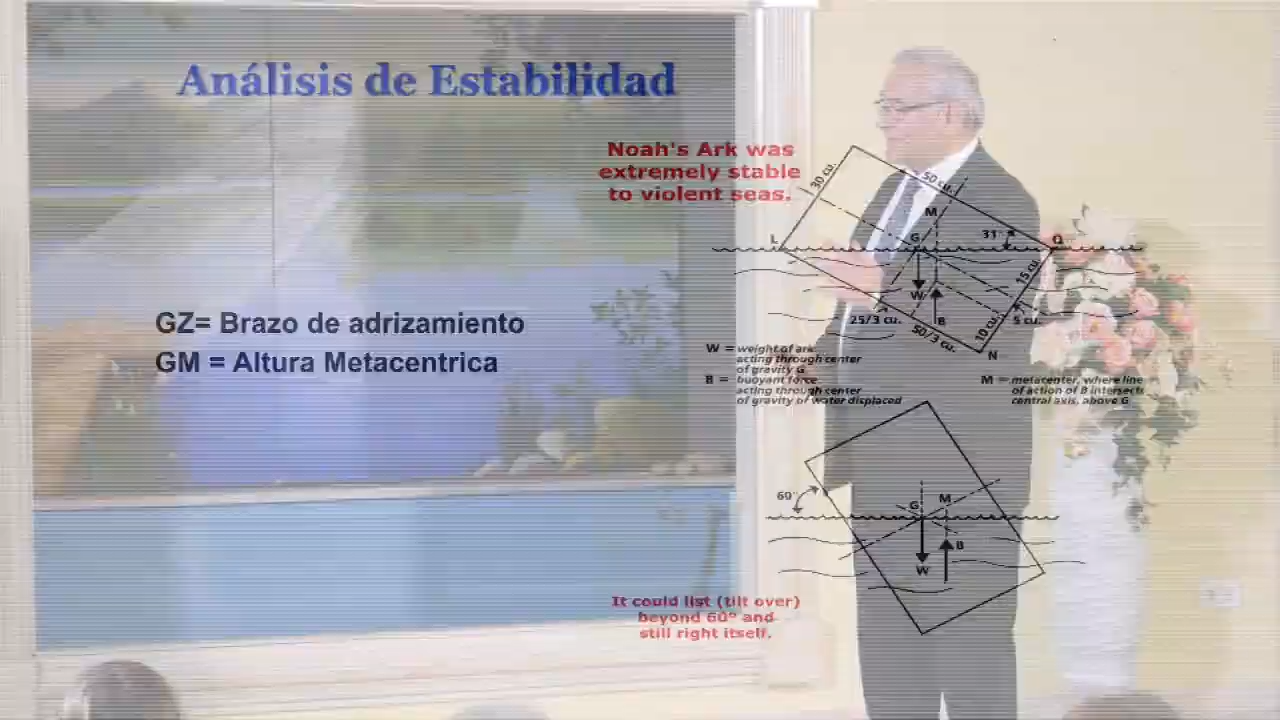 Análisis de Estabilidad
Noah's Ark was
extremely stable
to violent seas.
30 cu.
50 cu.
M
L
G
31°
Q
W
B
15 cu.
25/3 cu.
50/3 cu.
10 cu.
5 cu.
N
GZ= Brazo de adrizamiento
GM = Altura Metacentrica
W = weight of ark
acting through center
of gravity G
B = buoyant force
acting through center
of gravity of water displaced
M = metacenter, where line
of action of B intersects
central axis, above G
60°
G
M
B
W
It could list (tilt over)
beyond 60° and
still right itself.